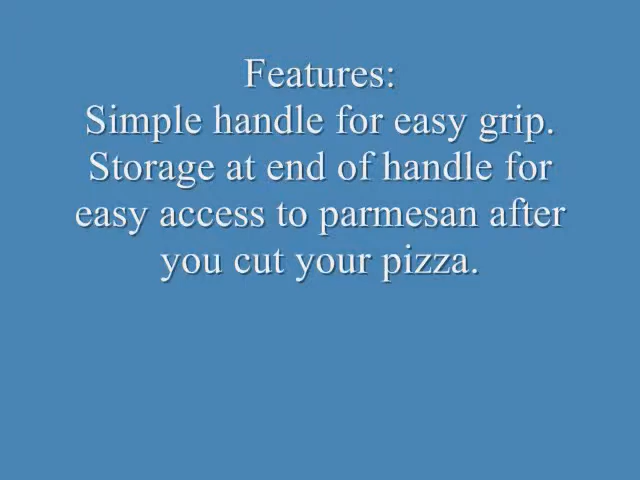 Features:
Simple handle for easy grip.
Storage at end of handle for
easy access to parmesan after
you cut your pizza.